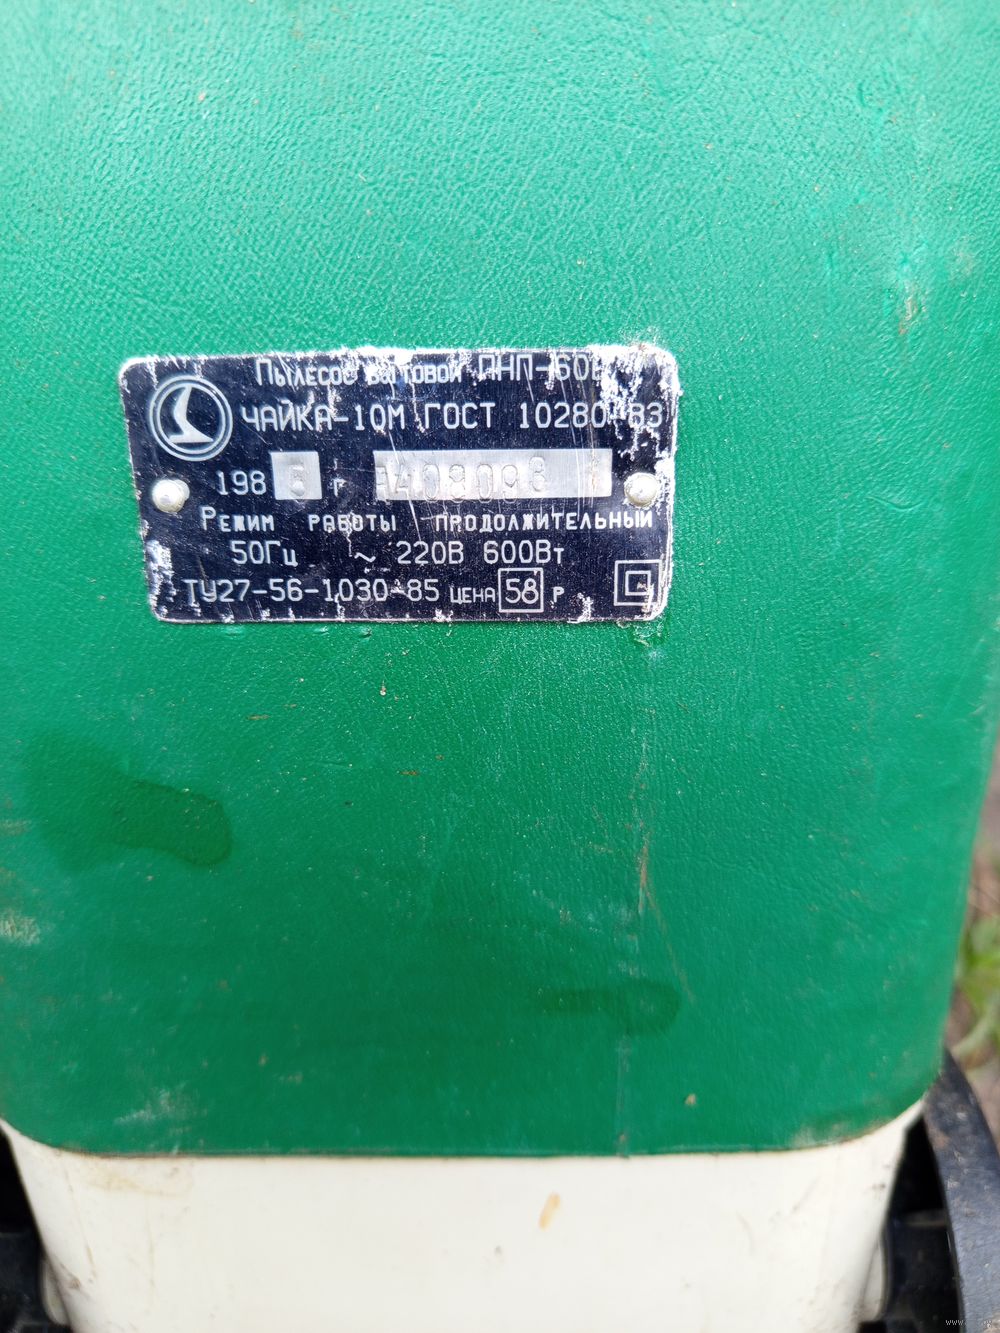 Пылесос бытовой ПНП-60
ЧАЙКА-10М ГОСТ 10280-83
198 г
Режим работы продолжительный
50Гц ~ 220В 600Вт
ТУ27-56-1030-85 цена 58 р